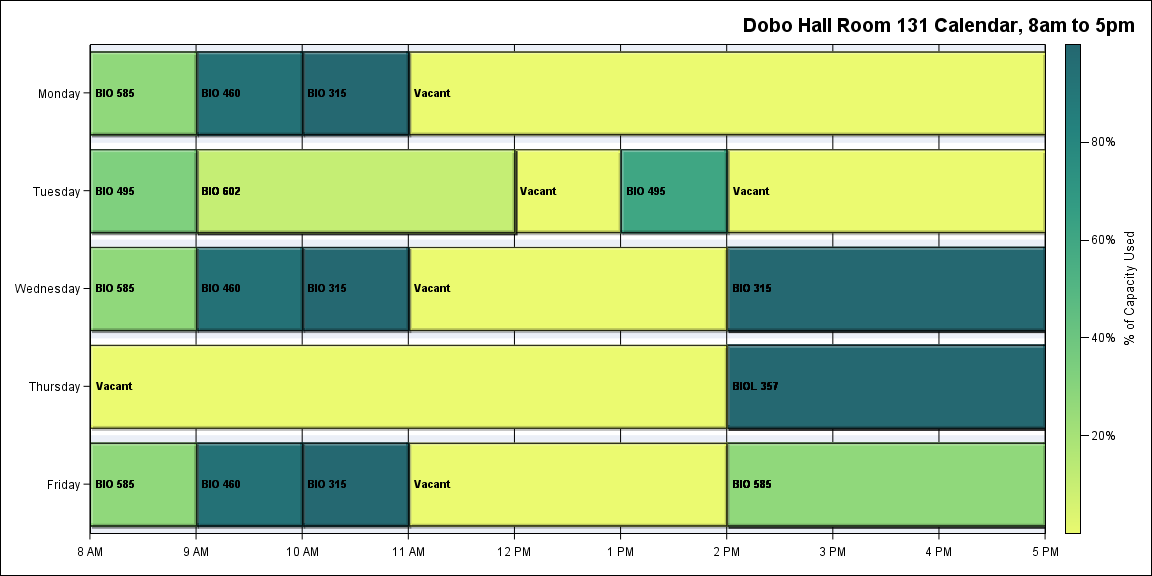 Dobo Hall Room 131 Calendar, 8am to 5pm
Monday BIO 585 BIO 460 BIO 315 Vacant
80%
Tuesday BIO 495 BIO 602 Vacant BIO 495 Vacant
60%
% of Capacity Used
Wednesday BIO 585 BIO 460 BIO 315 Vacant BIO 315
40%
Thursday Vacant BIOL 357
20%
Friday BIO 585 BIO 460 BIO 315 Vacant BIO 585
8 AM 9 AM 10 AM 11 AM 12 PM 1 PM 2 PM 3 PM 4 PM 5 PM